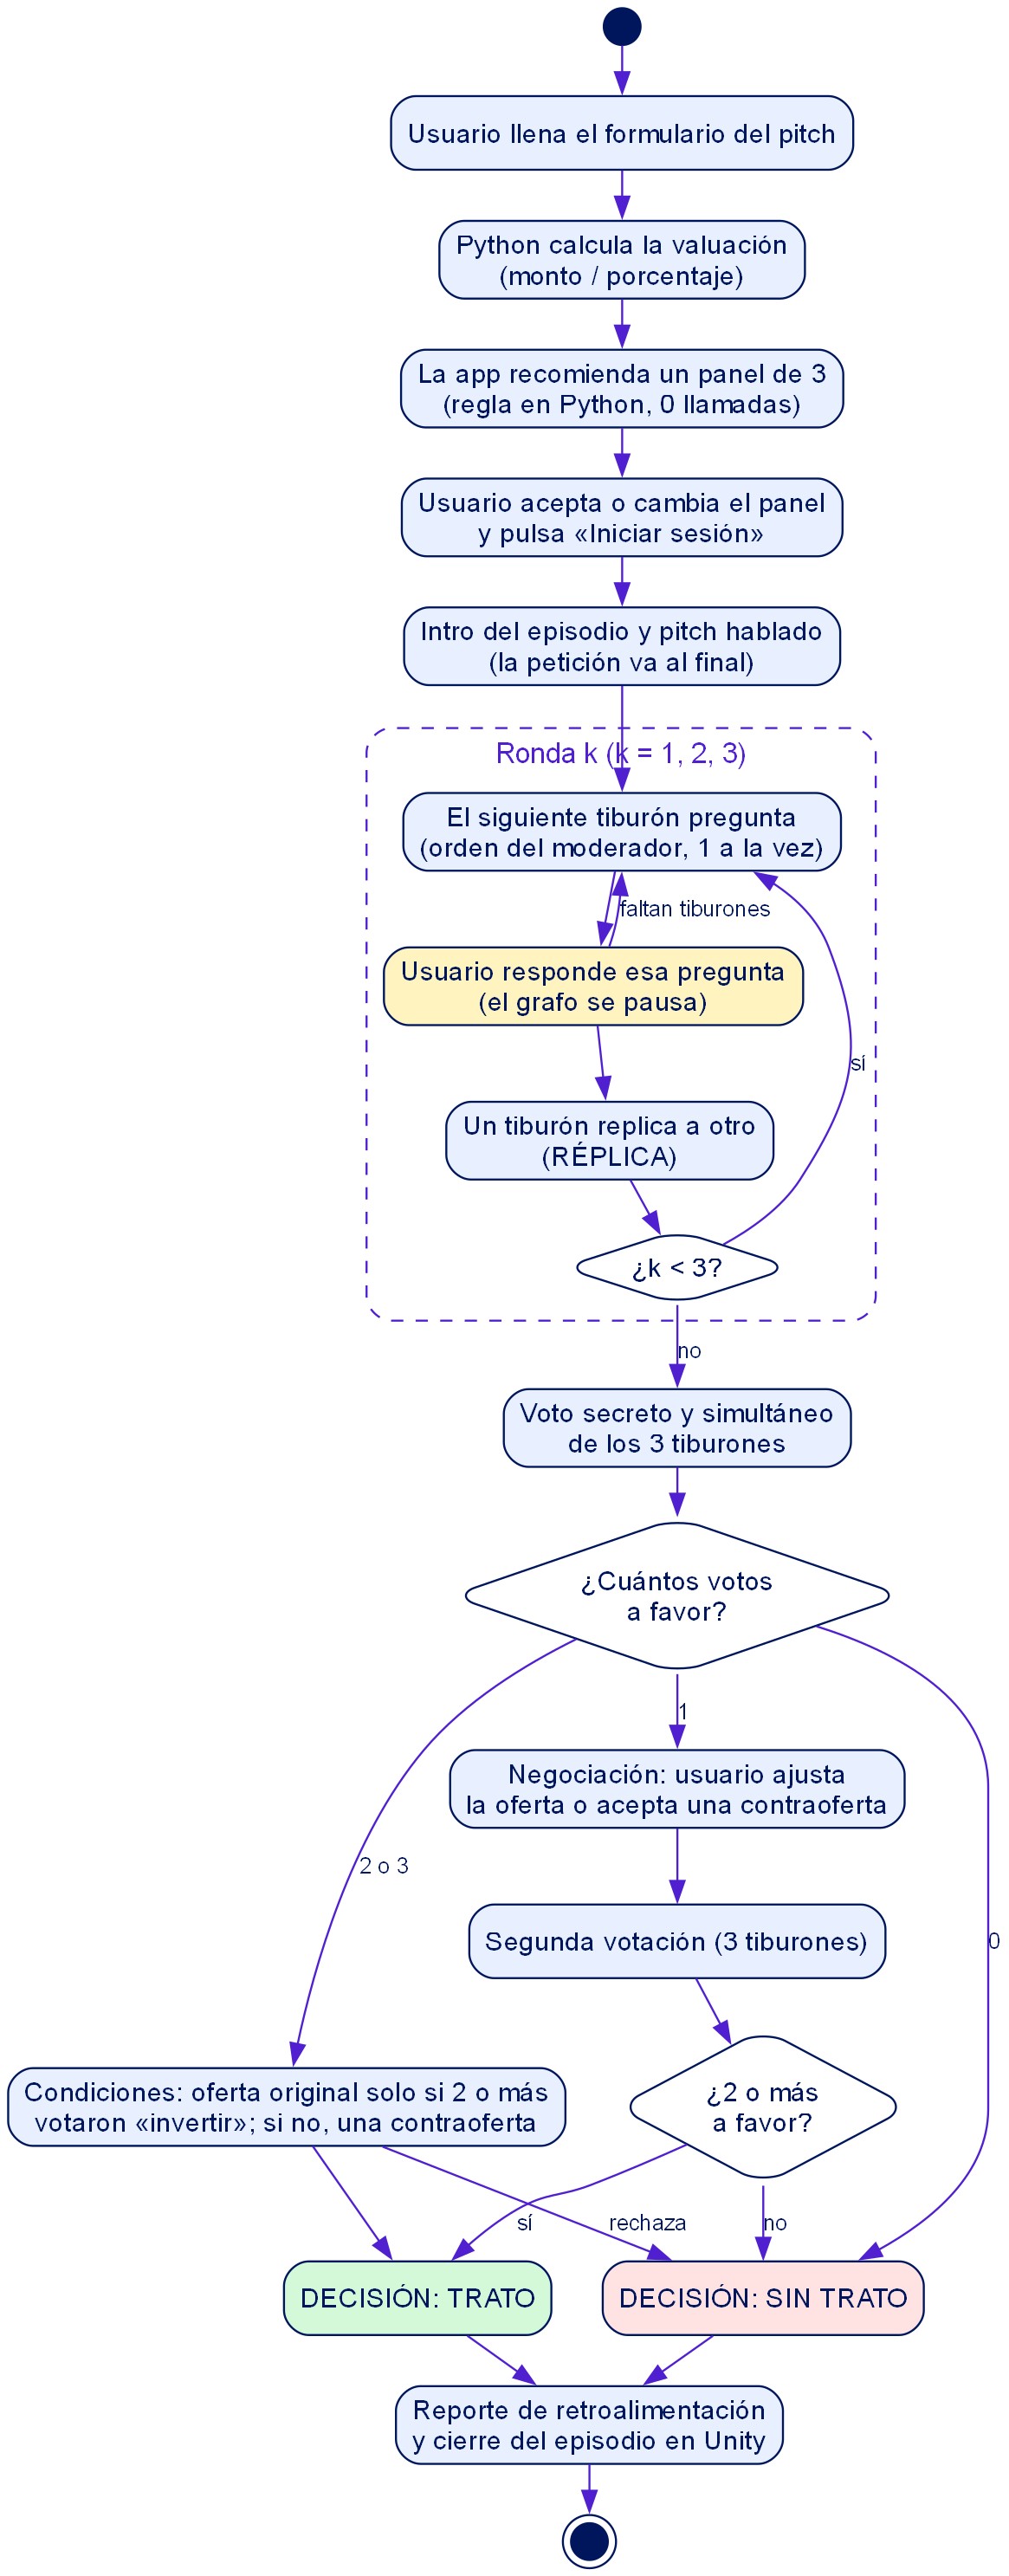 Usuario llena el formulario del pitch
Python calcula la valuación
(monto / porcentaje)
La app recomienda un panel de 3
(regla en Python, 0 llamadas)
Usuario acepta o cambia el panel
y pulsa «Iniciar sesión»
Intro del episodio y pitch hablado
(la petición va al final)
Ronda k (k = 1, 2, 3)
El siguiente tiburón pregunta
(orden del moderador, 1 a la vez)
faltan tiburones
Usuario responde esa pregunta
(el grafo se pausa)
sí
Un tiburón replica a otro
(RÉPLICA)
¿k < 3?
no
Voto secreto y simultáneo
de los 3 tiburones
¿Cuántos votos
a favor?
1
Negociación: usuario ajusta
la oferta o acepta una contraoferta
2 o 3
Segunda votación (3 tiburones)
0
¿2 o más
a favor?
Condiciones: oferta original solo si 2 o más
votaron «invertir»; si no, una contraoferta
sí
rechaza
no
DECISIÓN: TRATO
DECISIÓN: SIN TRATO
Reporte de retroalimentación
y cierre del episodio en Unity